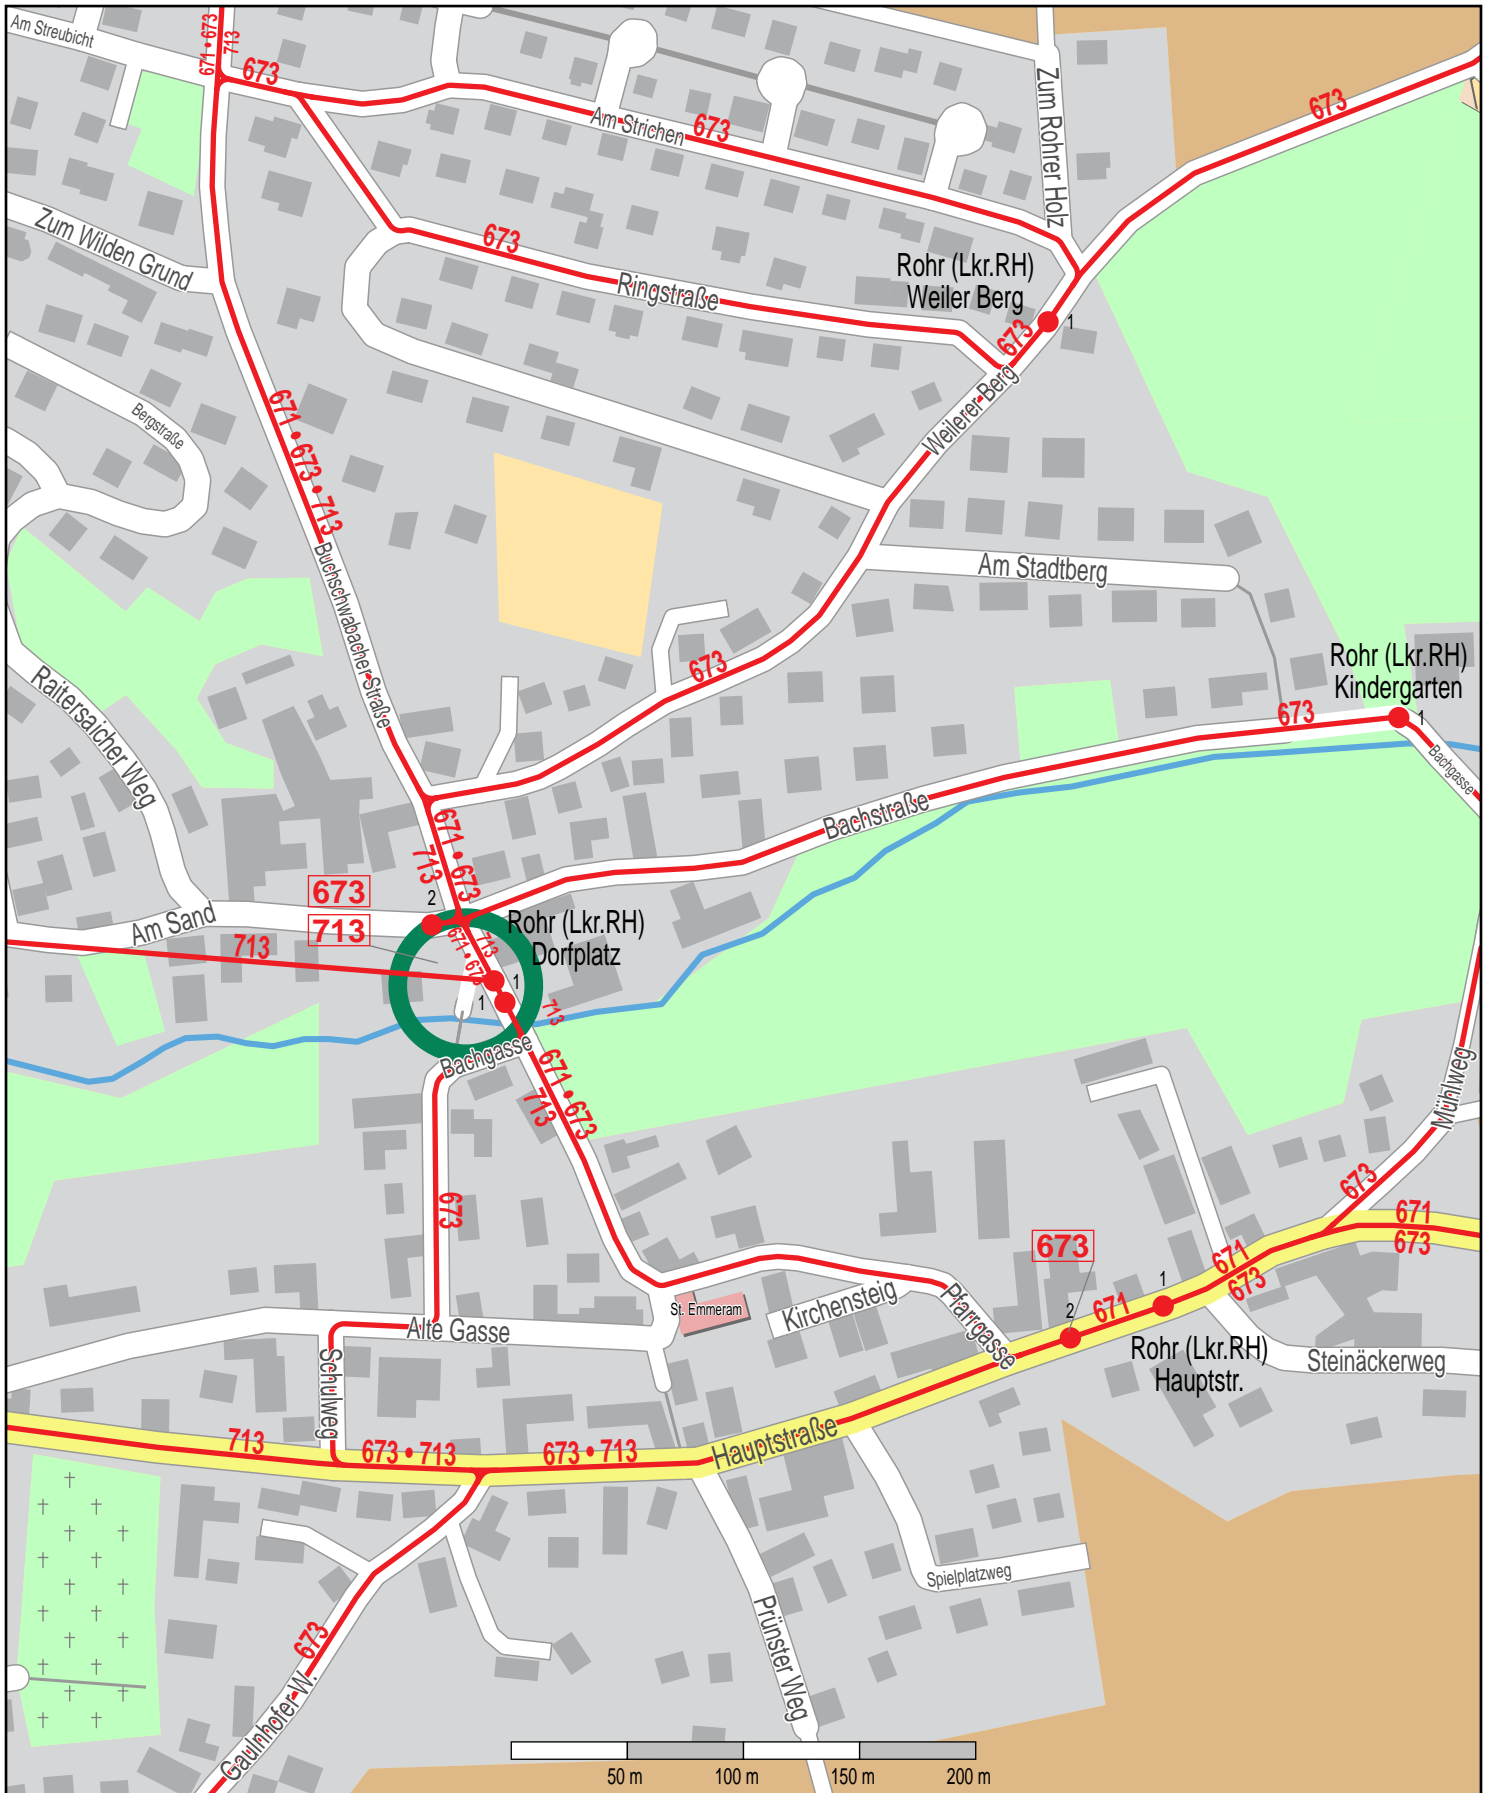 Am Streubicht
671 • 673
713
673
Am Strichen
673
Zum Rohrer Holz
673
Zum Wilden Grund
673
Ringstraße
Rohr (Lkr.RH)
Weiler Berg
1
673
Weilerer Berg
Bergstraße
671 • 673 • 713
Buchschwabacher Straße
Am Stadtberg
Rohr (Lkr.RH)
Kindergarten
1
673
Bachgasse
673
Raitersaicher Weg
671 • 673
713
Bachstraße
673
713
2
Am Sand
713
Rohr (Lkr.RH)
Dorfplatz
713
671 • 673
1
1
713
Bachgasse
671 • 673
713
Mühlweg
673
673
671
673
673
671
673
1
671
2
St. Emmeram
Kirchensteig
Pfarrgasse
Alte Gasse
Schulweg
Rohr (Lkr.RH)
Hauptstr.
Steinäckerweg
713
673 • 713
673 • 713
Hauptstraße
Spielplatzweg
Prünster Weg
673
Gaulnhofer W.
50 m
100 m
150 m
200 m